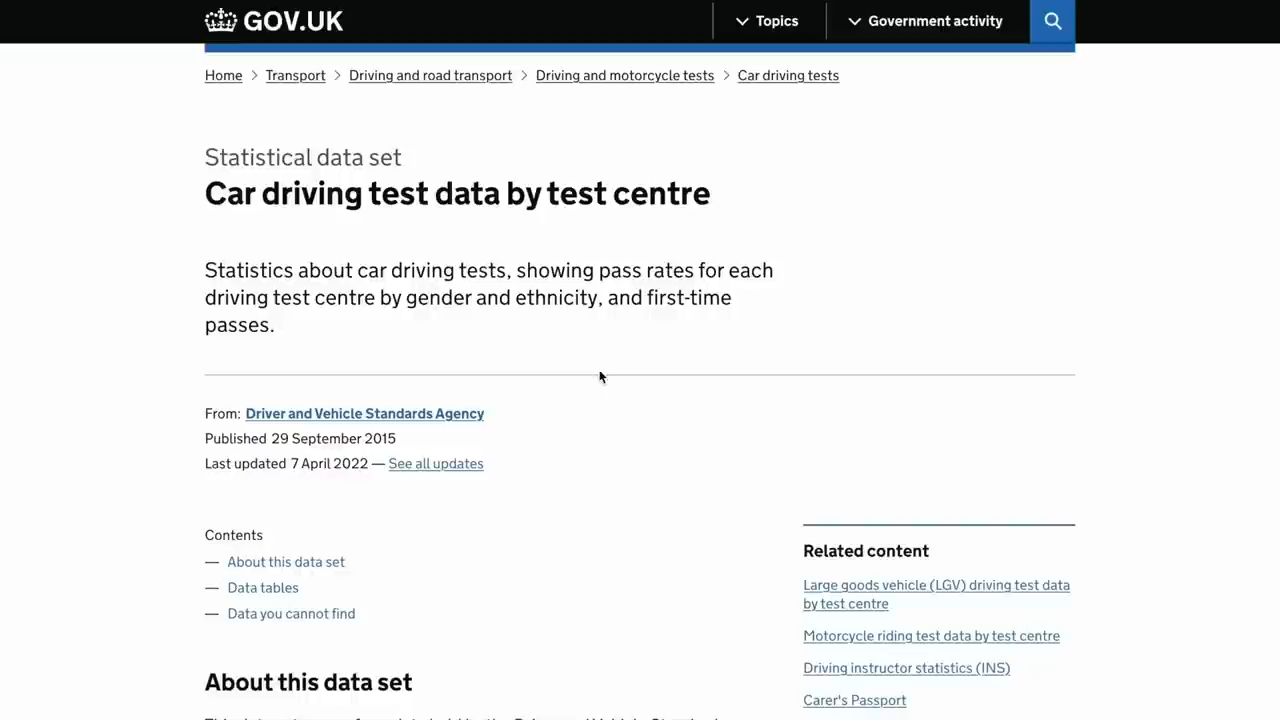 GOV.UK
Topics
Government activity
Home > Transport > Driving and road transport > Driving and motorcycle tests > Car driving tests
Statistical data set
Car driving test data by test centre
Statistics about car driving tests, showing pass rates for each
driving test centre by gender and ethnicity, and first-time
passes.
From: Driver and Vehicle Standards Agency
Published 29 September 2015
Last updated 7 April 2022 — See all updates
Contents
— About this data set
— Data tables
— Data you cannot find
About this data set
Related content
Large goods vehicle (LGV) driving test data
by test centre
Motorcycle riding test data by test centre
Driving instructor statistics (INS)
Carer's Passport